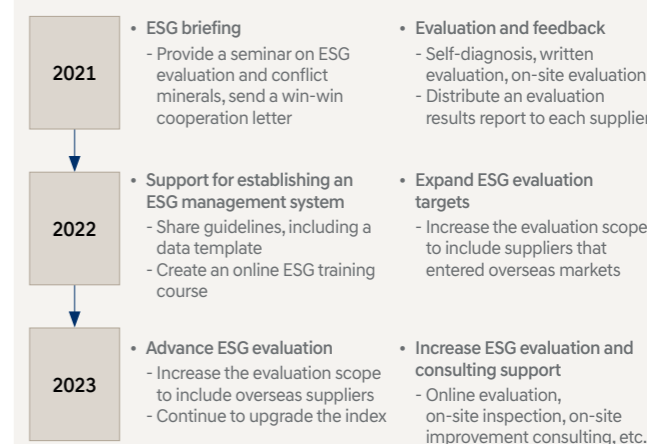 2021
• ESG briefing
- Provide a seminar on ESG
evaluation and conflict
minerals, send a win-win
cooperation letter
• Evaluation and feedback
- Self-diagnosis, written
evaluation, on-site evaluation
- Distribute an evaluation
results report to each supplier
2022
• Support for establishing an
ESG management system
- Share guidelines, including a
data template
- Create an online ESG training
course
• Expand ESG evaluation
targets
- Increase the evaluation scope
to include suppliers that
entered overseas markets
2023
• Advance ESG evaluation
- Increase the evaluation scope
to include overseas suppliers
- Continue to upgrade the index
• Increase ESG evaluation and
consulting support
- Online evaluation,
on-site inspection, on-site
improvement consulting, etc.